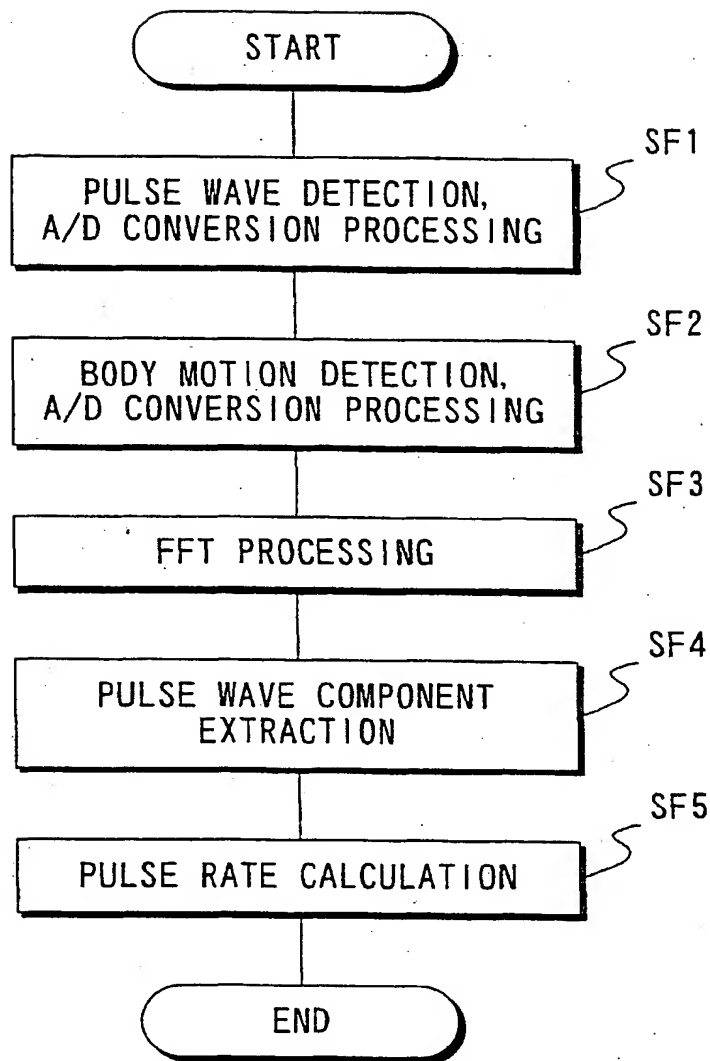 START
SF1
PULSE WAVE DETECTION,
A/D CONVERSION PROCESSING
SF2
BODY MOTION DETECTION,
A/D CONVERSION PROCESSING
SF3
FFT PROCESSING
SF4
PULSE WAVE COMPONENT
EXTRACTION
SF5
PULSE RATE CALCULATION
END